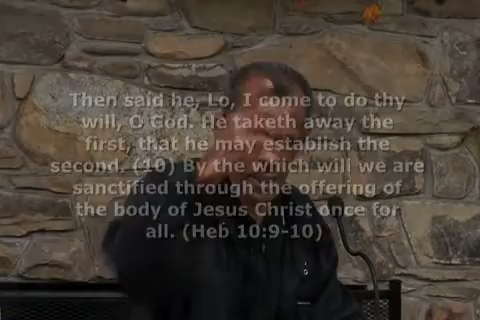 Then said he, Lo, I come to do thy
will, O God. He taketh away the
first, that he may establish the
second. (10) By the which will we are
sanctified through the offering of
the body of Jesus Christ once for
all. (Heb 10:9-10)